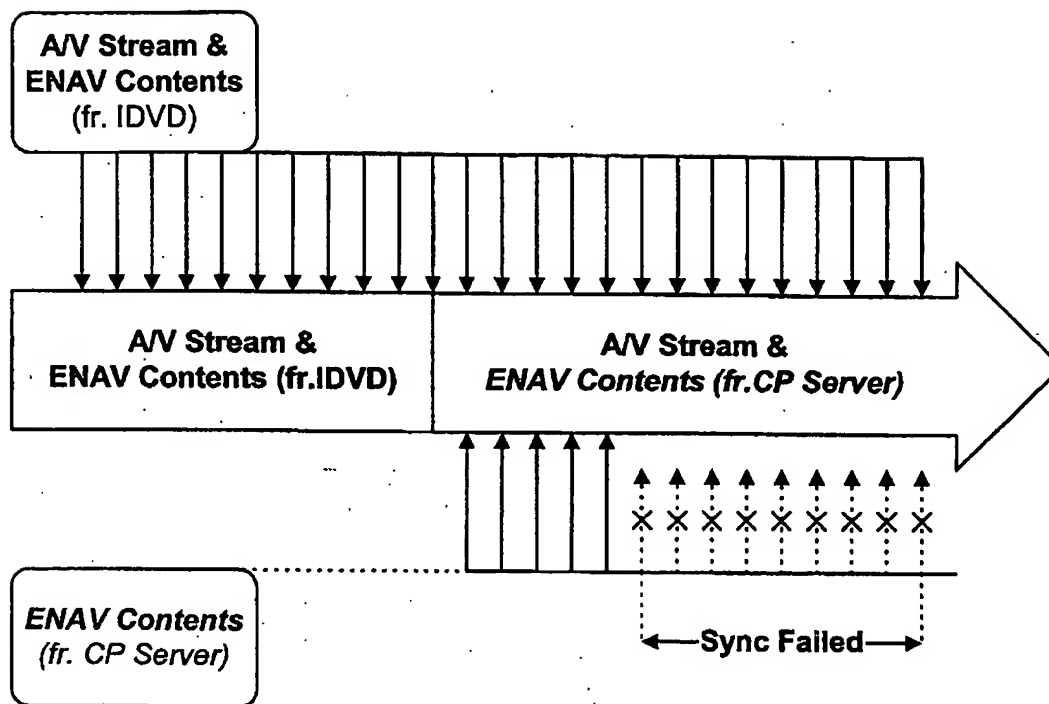 A/V Stream &
ENAV Contents
(fr. IDVD)
A/V Stream &
ENAV Contents (fr.IDVD)
A/V Stream &
ENAV Contents (fr.CP Server)
ENAV Contents
(fr. CP Server)
Sync Failed